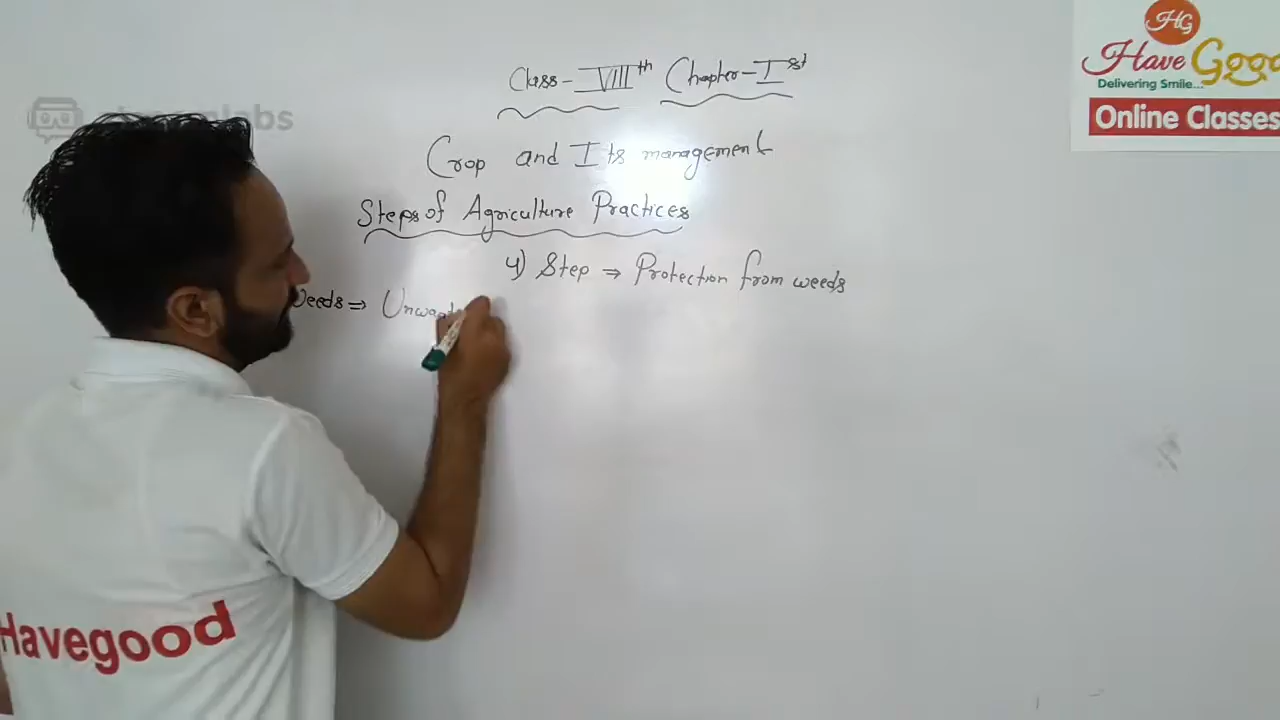 Class - VIIIth Chapter - Ist
Crop and Its management
Steps of Agriculture Practices
4) Step ⇒ Protection from weeds
Weeds ⇒
HG
Have Good
Delivering Smile...
Online Classes
Havegood